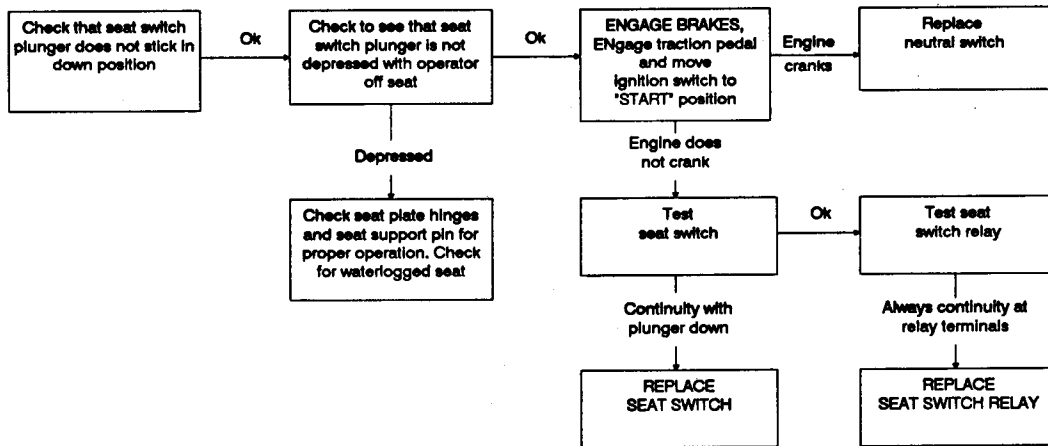 Check that seat switch
plunger does not stick in
down position
Ok
Check to see that seat
switch plunger is not
depressed with operator
off seat
Ok
ENGAGE BRAKES,
ENgage traction pedal
and move
ignition switch to
"START" position
Engine
cranks
Replace
neutral switch
Depressed
Engine does
not crank
Check seat plate hinges
and seat support pin for
proper operation. Check
for waterlogged seat
Test
seat switch
Ok
Test seat
switch relay
Continuity with
plunger down
Always continuity at
relay terminals
REPLACE
SEAT SWITCH
REPLACE
SEAT SWITCH RELAY